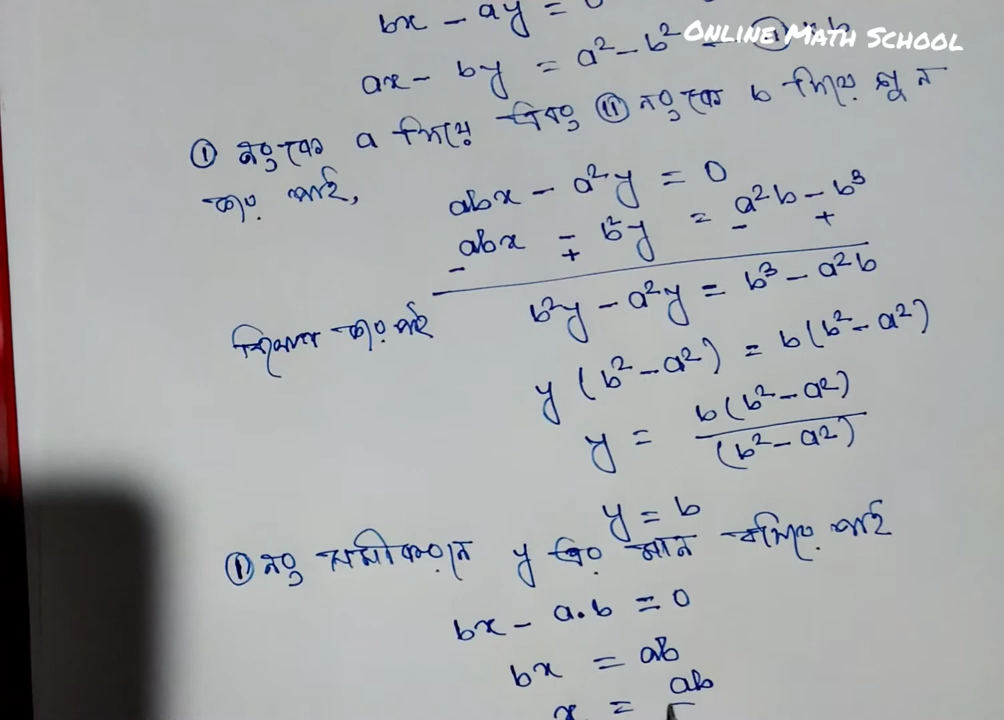 bx - ay = 0
ONLINE MATH SCHOOL
ax - by = a² - b²
① নং কে a দিয়ে এবং ⑪ নং কে b দিয়ে গুন
করে পাই,
abx - a²y = 0
abx - b²y = a²b - b³
- + - +
বিয়োগ করে পাই
b²y - a²y = b³ - a²b
y (b² - a²) = b(b² - a²)
y = b(b² - a²)
(b² - a²)
y = b
① নং সমীকরনে y এর মান বসিয়ে পাই
bx - a.b = 0
bx = ab
x = ab